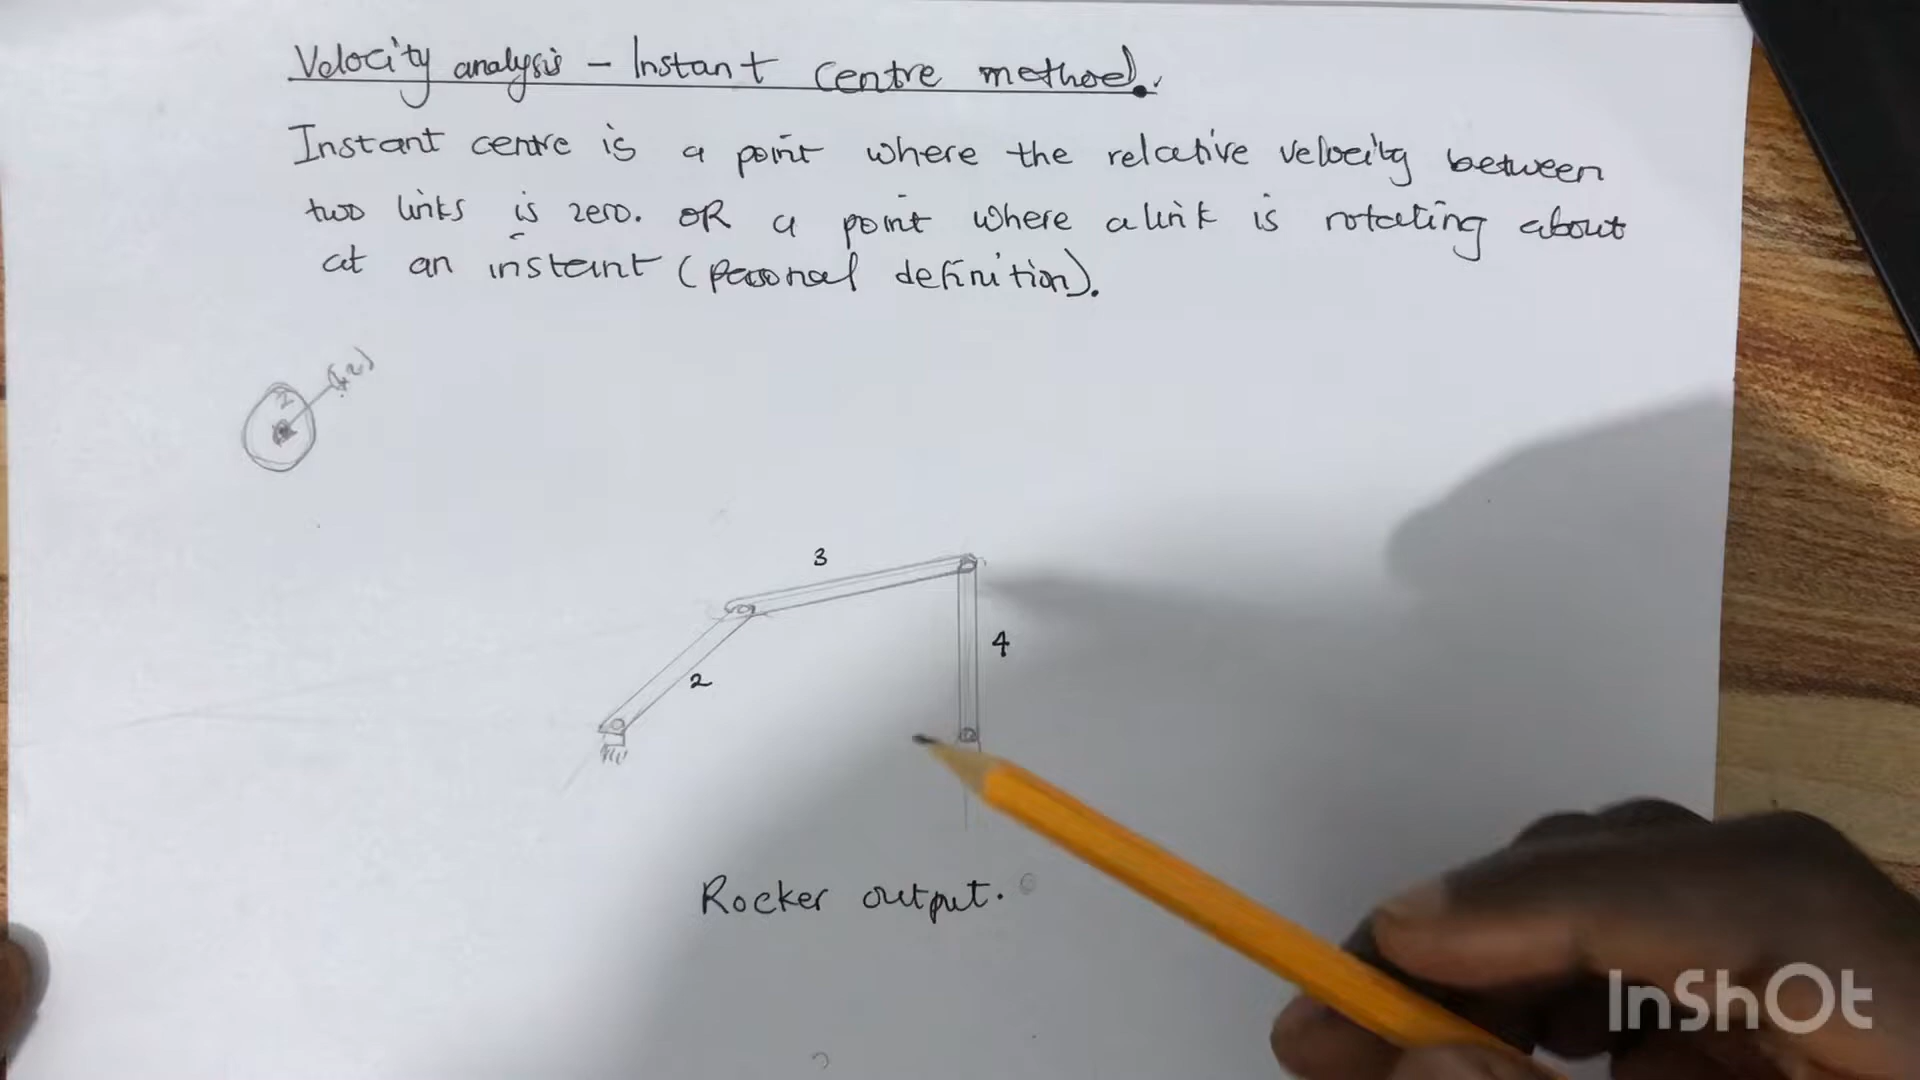 Velocity analysis - Instant Centre method.
Instant centre is a point where the relative velocity between
two links is zero. OR a point where a link is rotating about
at an instant (personal definition).
2
3
4
2
Rocker output.
InShOt